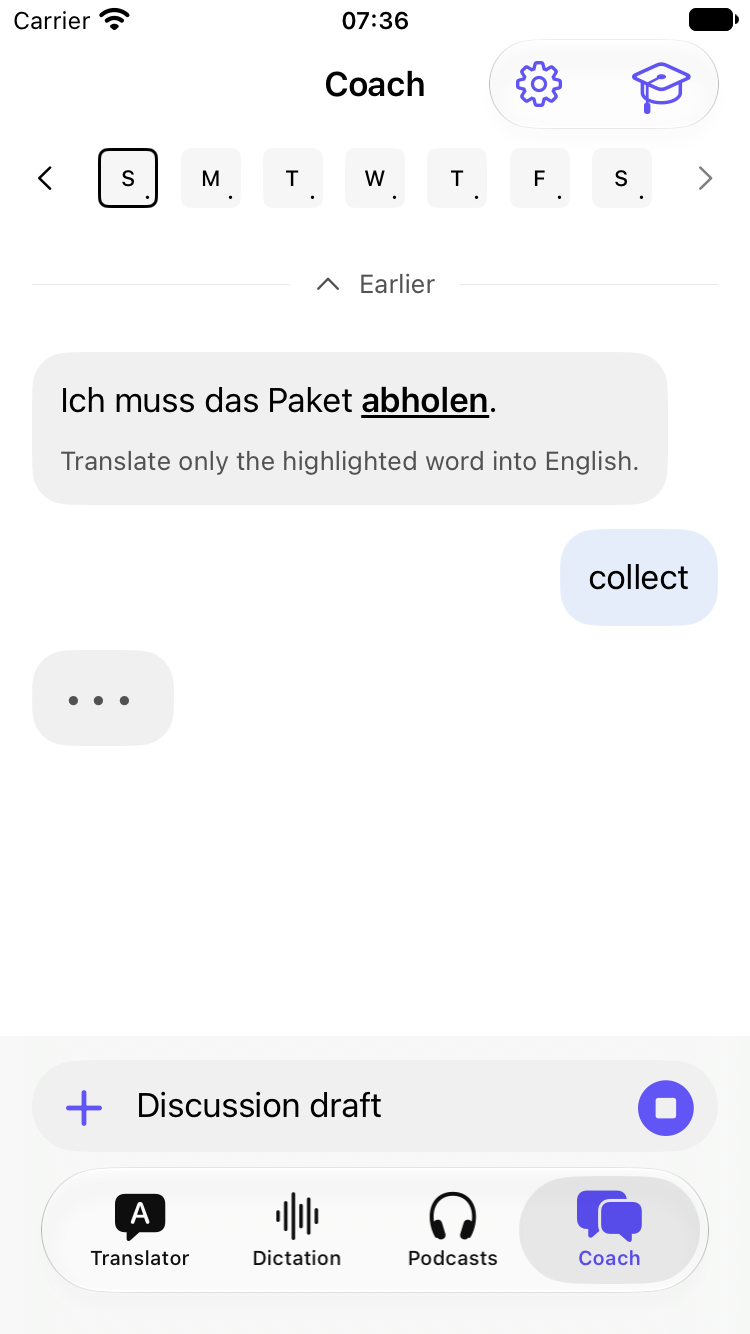 Carrier 07:36
Coach
S. M. T. W. T. F. S.
Earlier
Ich muss das Paket abholen.
Translate only the highlighted word into English.
collect
Discussion draft
A
Translator Dictation Podcasts Coach